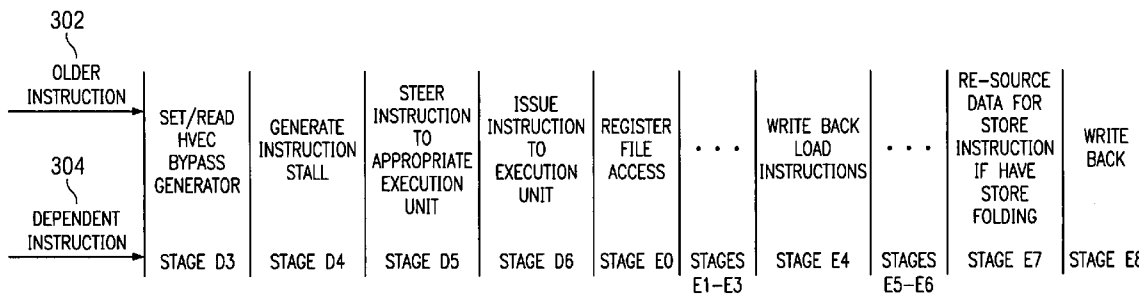 302
OLDER
INSTRUCTION
304
DEPENDENT
INSTRUCTION
SET/READ
HVEC
BYPASS
GENERATOR
STAGE D3
GENERATE
INSTRUCTION
STALL
STAGE D4
STEER
INSTRUCTION
TO
APPROPRIATE
EXECUTION
UNIT
STAGE D5
ISSUE
INSTRUCTION
TO
EXECUTION
UNIT
STAGE D6
REGISTER
FILE
ACCESS
STAGE E0
. . .
STAGES
E1-E3
WRITE BACK
LOAD
INSTRUCTIONS
STAGE E4
. . .
STAGES
E5-E6
RE-SOURCE
DATA FOR
STORE
INSTRUCTION
IF HAVE
STORE
FOLDING
STAGE E7
WRITE
BACK
STAGE E8